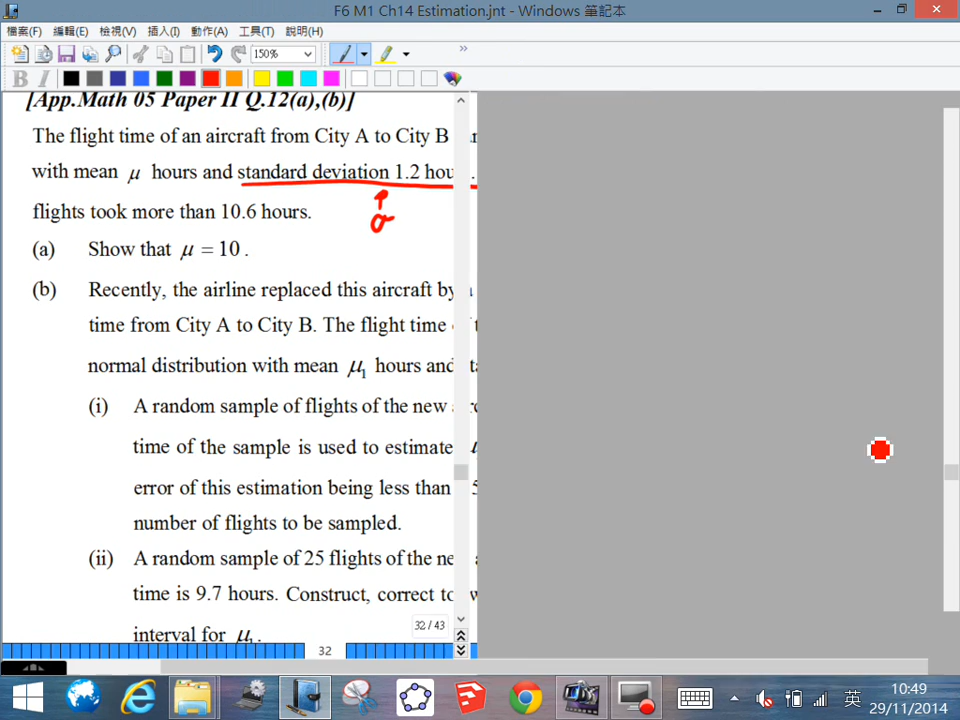 F6 M1 Ch14 Estimation.jnt - Windows 筆記本
檔案(F) 編輯(E) 檢視(V) 插入(I) 動作(A) 工具(T) 說明(H)
150%
B I
[App.Math 05 Paper II Q.12(a),(b)]
The flight time of an aircraft from City A to City B
with mean μ hours and standard deviation 1.2 hou
flights took more than 10.6 hours.
σ
(a) Show that μ = 10 .
(b) Recently, the airline replaced this aircraft by
time from City A to City B. The flight time
normal distribution with mean μ₁ hours and
(i) A random sample of flights of the new
time of the sample is used to estimate
error of this estimation being less than
number of flights to be sampled.
(ii) A random sample of 25 flights of the ne
time is 9.7 hours. Construct, correct to
interval for μ₁.
32 / 43
32
英
10:49
29/11/2014